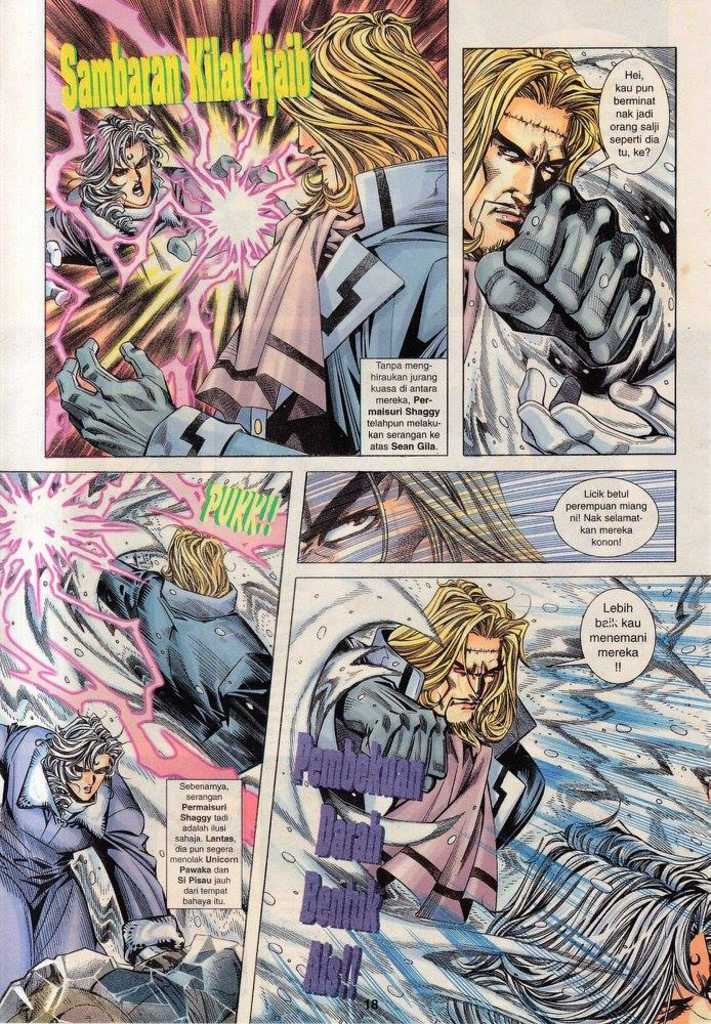 Sambaran Kilat Ajaib
Hei,
kau pun
berminat
nak jadi
orang salji
seperti dia
tu, ke?
Tanpa meng-
hiraukan jurang
kuasa di antara
mereka, Per-
maisuri Shaggy
telahpun melaku-
kan serangan ke
atas Sean Gila.
PURR!!
Licik betul
perempuan miang
ni! Nak selamat-
kan mereka
konon!
Sebenarnya,
serangan
Permaisuri
Shaggy tadi
adalah ilusi
sahaja. Lantas,
dia pun segera
menolak Unicorn
Pawaka dan
Si Pisau jauh
dari tempat
bahaya itu.
Lebih
baik kau
menemani
mereka
!!
Pembekuan
Darah
Bentuk
Ais!!
18